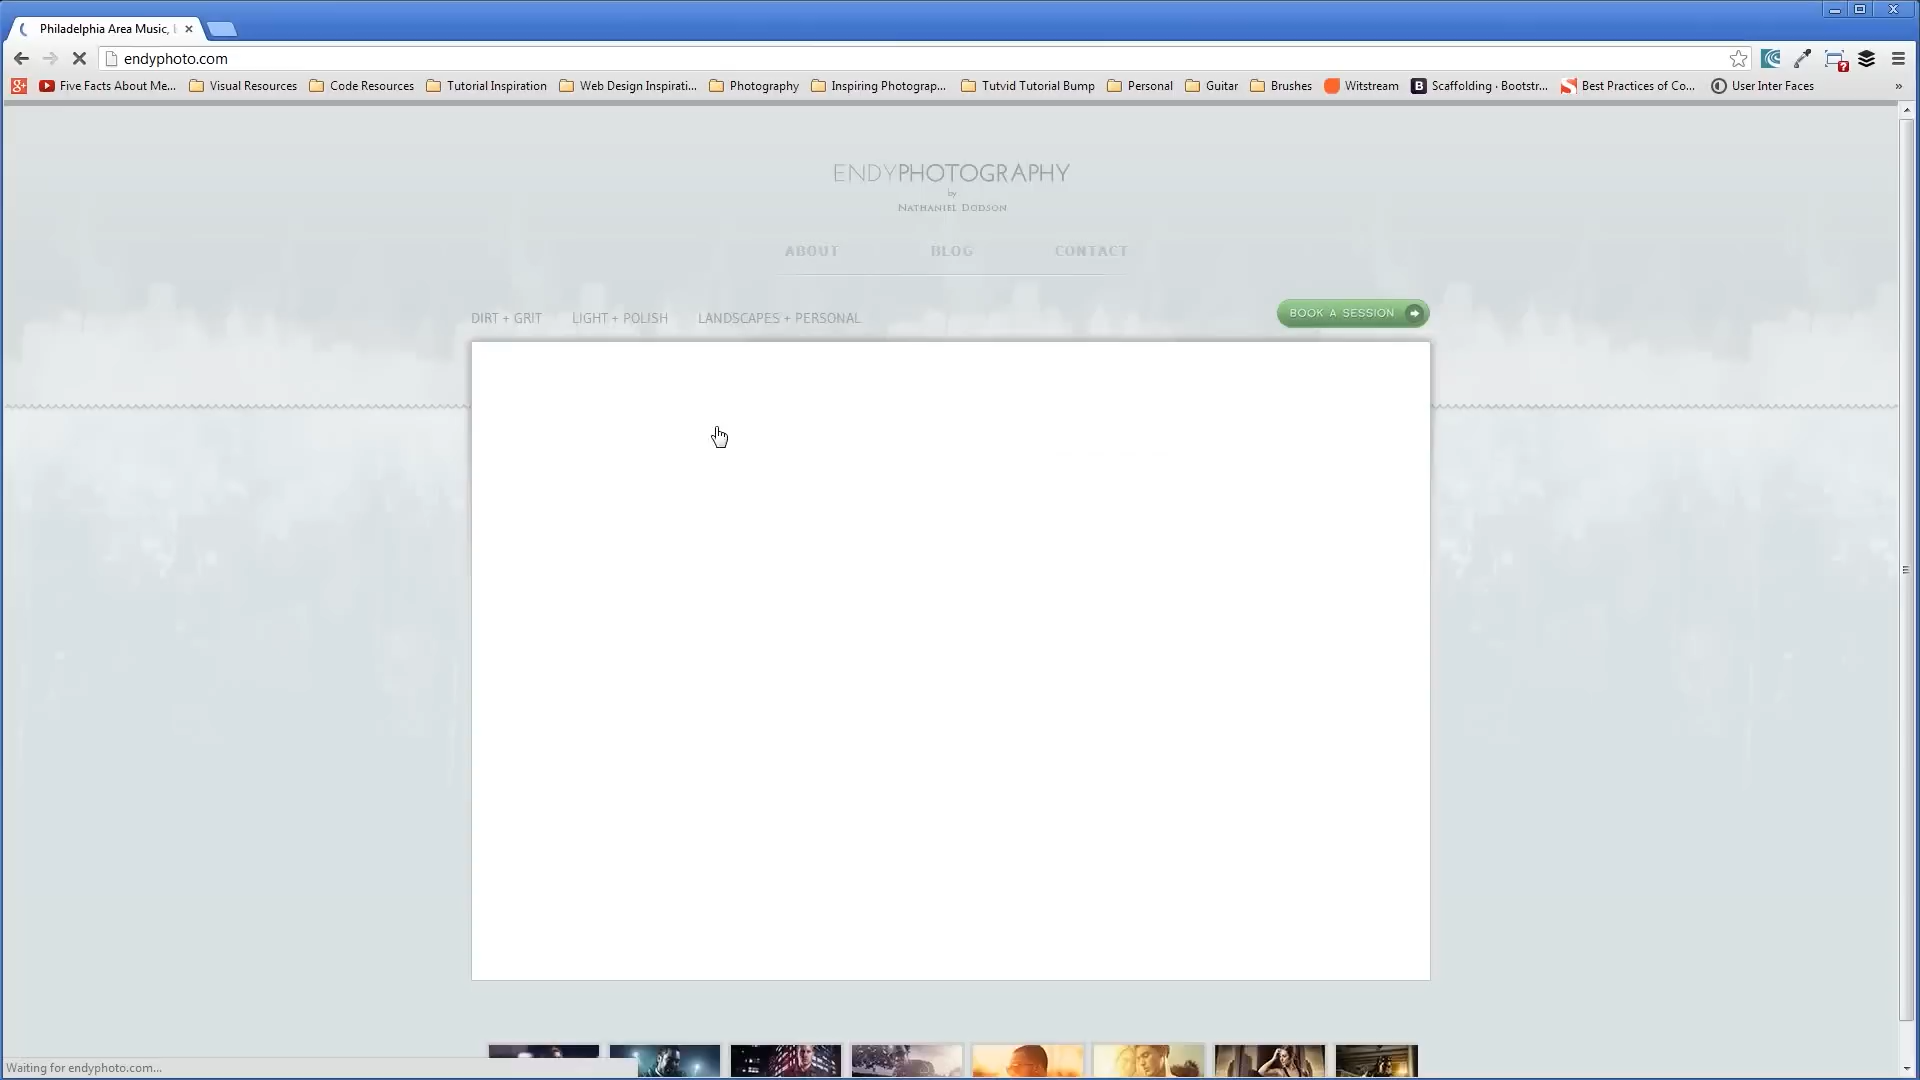 Philadelphia Area Music,
endyphoto.com
Five Facts About Me...
Visual Resources
Code Resources
Tutorial Inspiration
Web Design Inspirati...
Photography
Inspiring Photograp...
Tutvid Tutorial Bump
Personal
Guitar
Brushes
Witstream
B
Scaffolding · Bootstr...
Best Practices of Co...
User Inter Faces
»
ENDYPHOTOGRAPHY
by
NATHANIEL DODSON
ABOUT
BLOG
CONTACT
DIRT + GRIT
LIGHT + POLISH
LANDSCAPES + PERSONAL
BOOK A SESSION
Waiting for endyphoto.com...